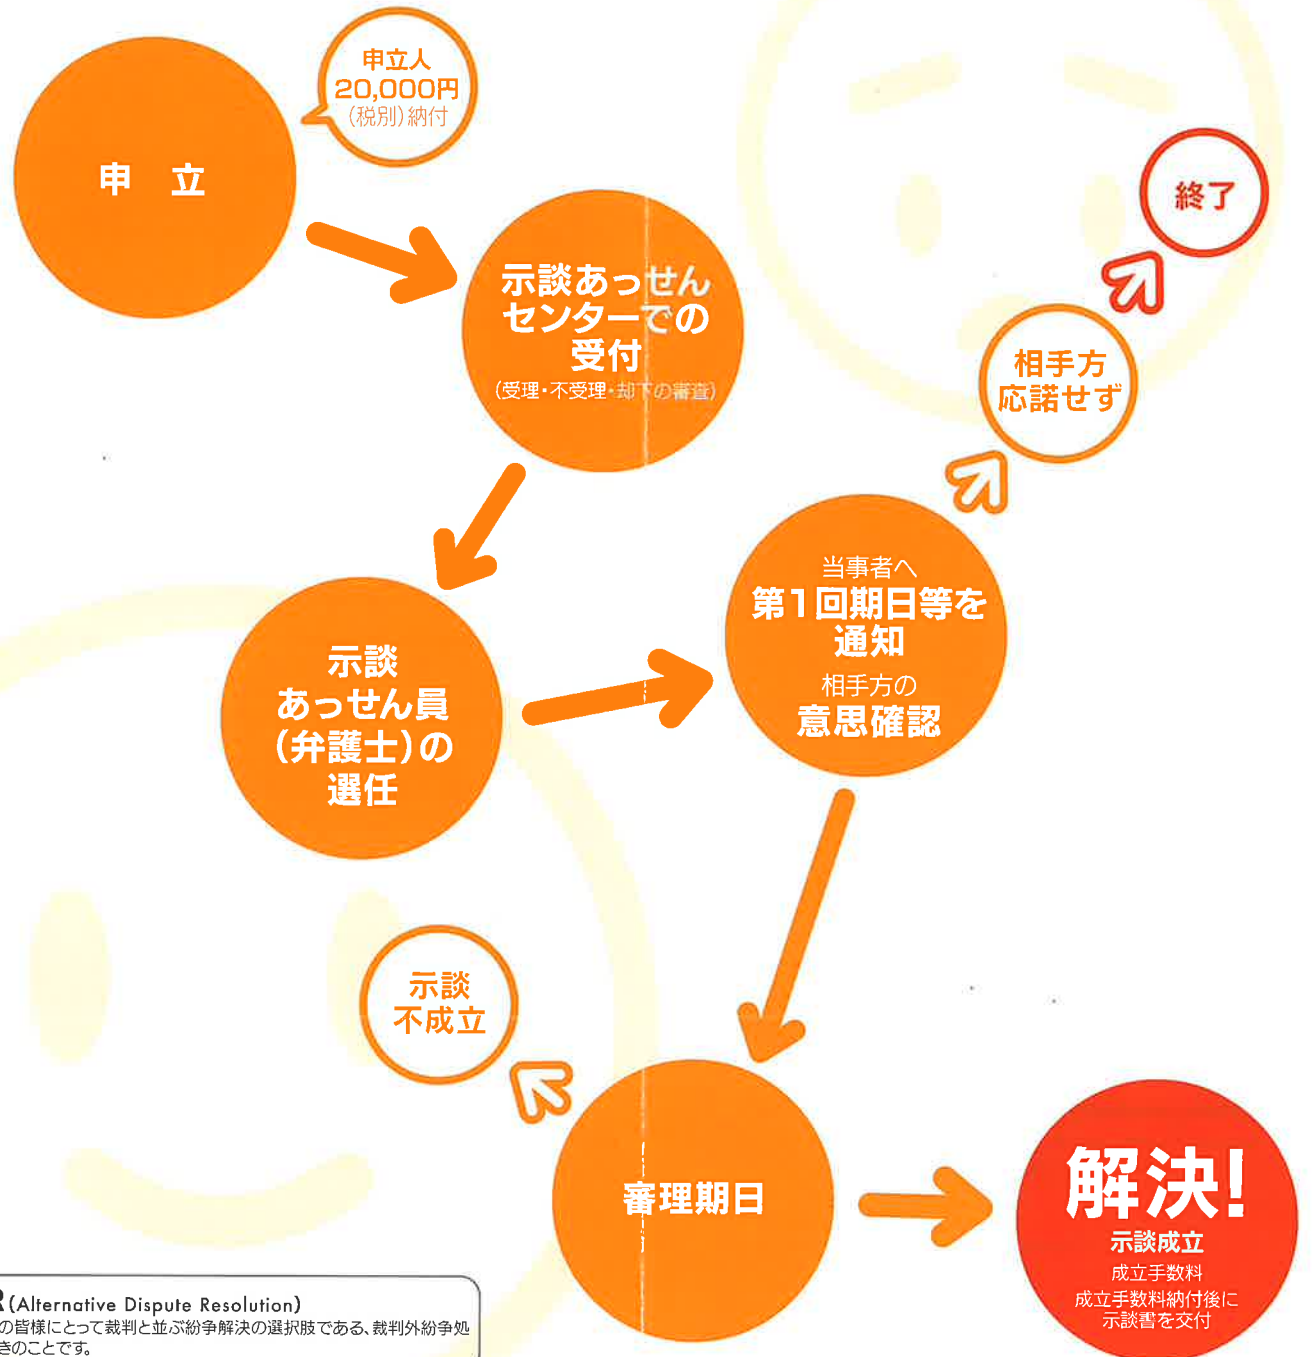 申立
申立人
20,000円
(税別)納付
示談あっせん
センターでの
受付
(受理・不受理・却下の審査)
示談
あっせん員
(弁護士)の
選任
当事者へ
第1回期日等を
通知
相手方の
意思確認
相手方
応諾せず
終了
審理期日
示談
不成立
解決!
示談成立
成立手数料
成立手数料納付後に
示談書を交付
R(Alternative Dispute Resolution)
の皆様にとって裁判と並ぶ紛争解決の選択肢である、裁判外紛争処
きのことです。